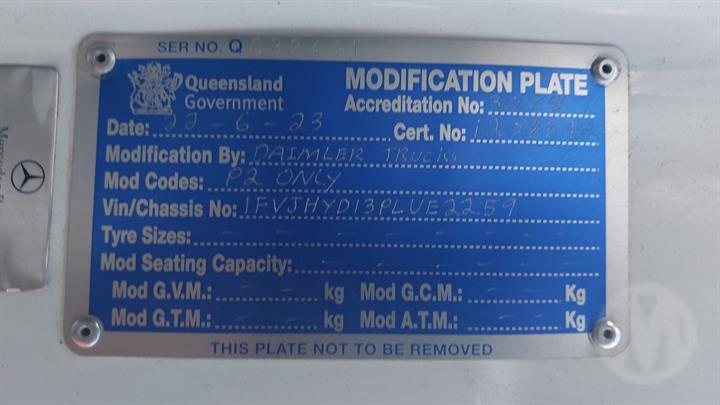 SER NO. Q 032441
Queensland Government
MODIFICATION PLATE
Accreditation No:
Date: 22-6-23
Cert. No:
Modification By: DAIMLER TRUCKS
Mod Codes: P2 ONLY
Vin/Chassis No: 1FVJHYD13PLUE2259
Tyre Sizes: - - - - - - - -
Mod Seating Capacity: - - - - - -
Mod G.V.M.: - - kg Mod G.C.M.: - - Kg
Mod G.T.M.: - - kg Mod A.T.M.: - - Kg
THIS PLATE NOT TO BE REMOVED